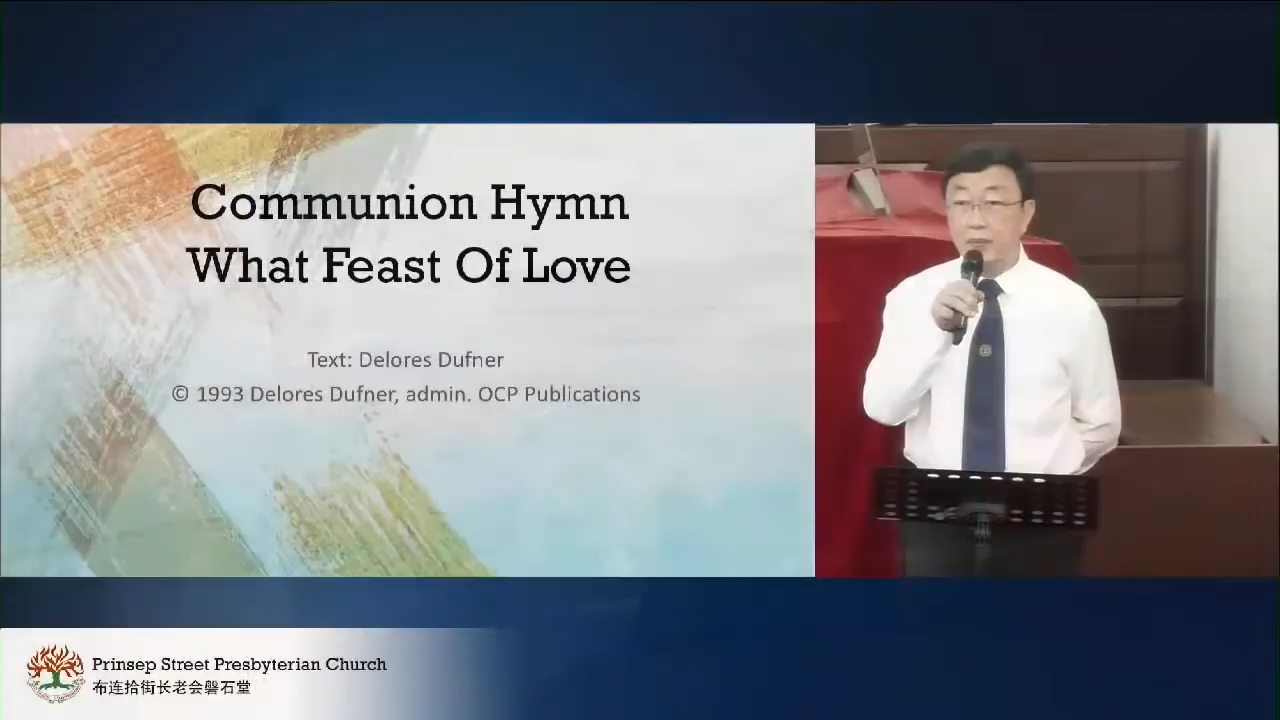 Communion Hymn
What Feast Of Love
Text: Delores Dufner
© 1993 Delores Dufner, admin. OCP Publications
Prinsep Street Presbyterian Church
布连拾街长老会磐石堂